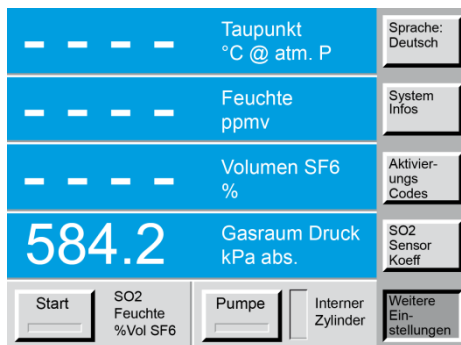 – – – –
Taupunkt
°C @ atm. P
Sprache:
Deutsch
– – – –
Feuchte
ppmv
System
Infos
– – – –
Volumen SF6
%
Aktivier-
ungs
Codes
584.2
Gasraum Druck
kPa abs.
SO2
Sensor
Koeff
Start
SO2
Feuchte
%Vol SF6
Pumpe
Interner
Zylinder
Weitere
Ein-
stellungen